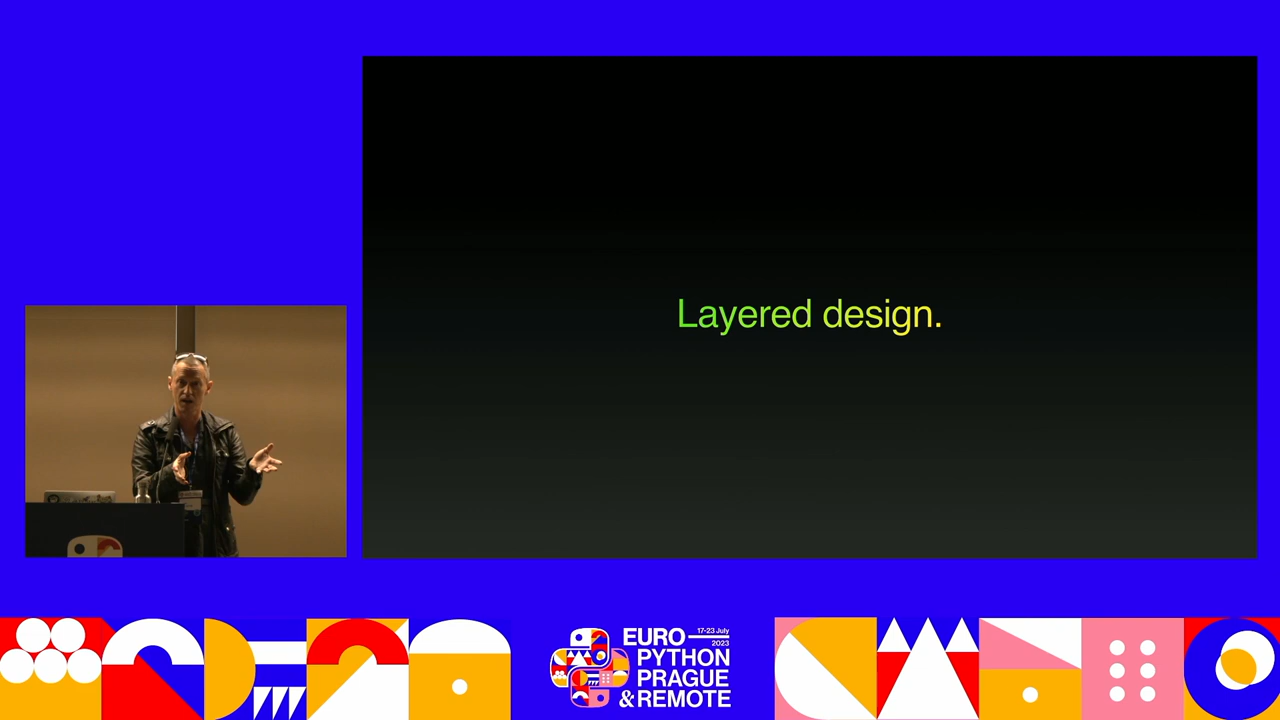 Layered design.
17-23 July
2023
EURO
PYTHON
PRAGUE
&REMOTE